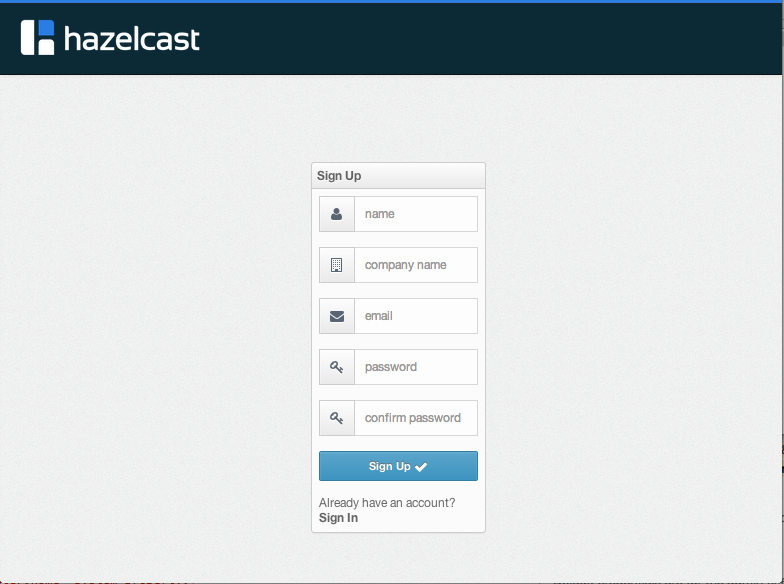 hazelcast
Sign Up
name
company name
email
password
confirm password
Sign Up
Already have an account?
Sign In